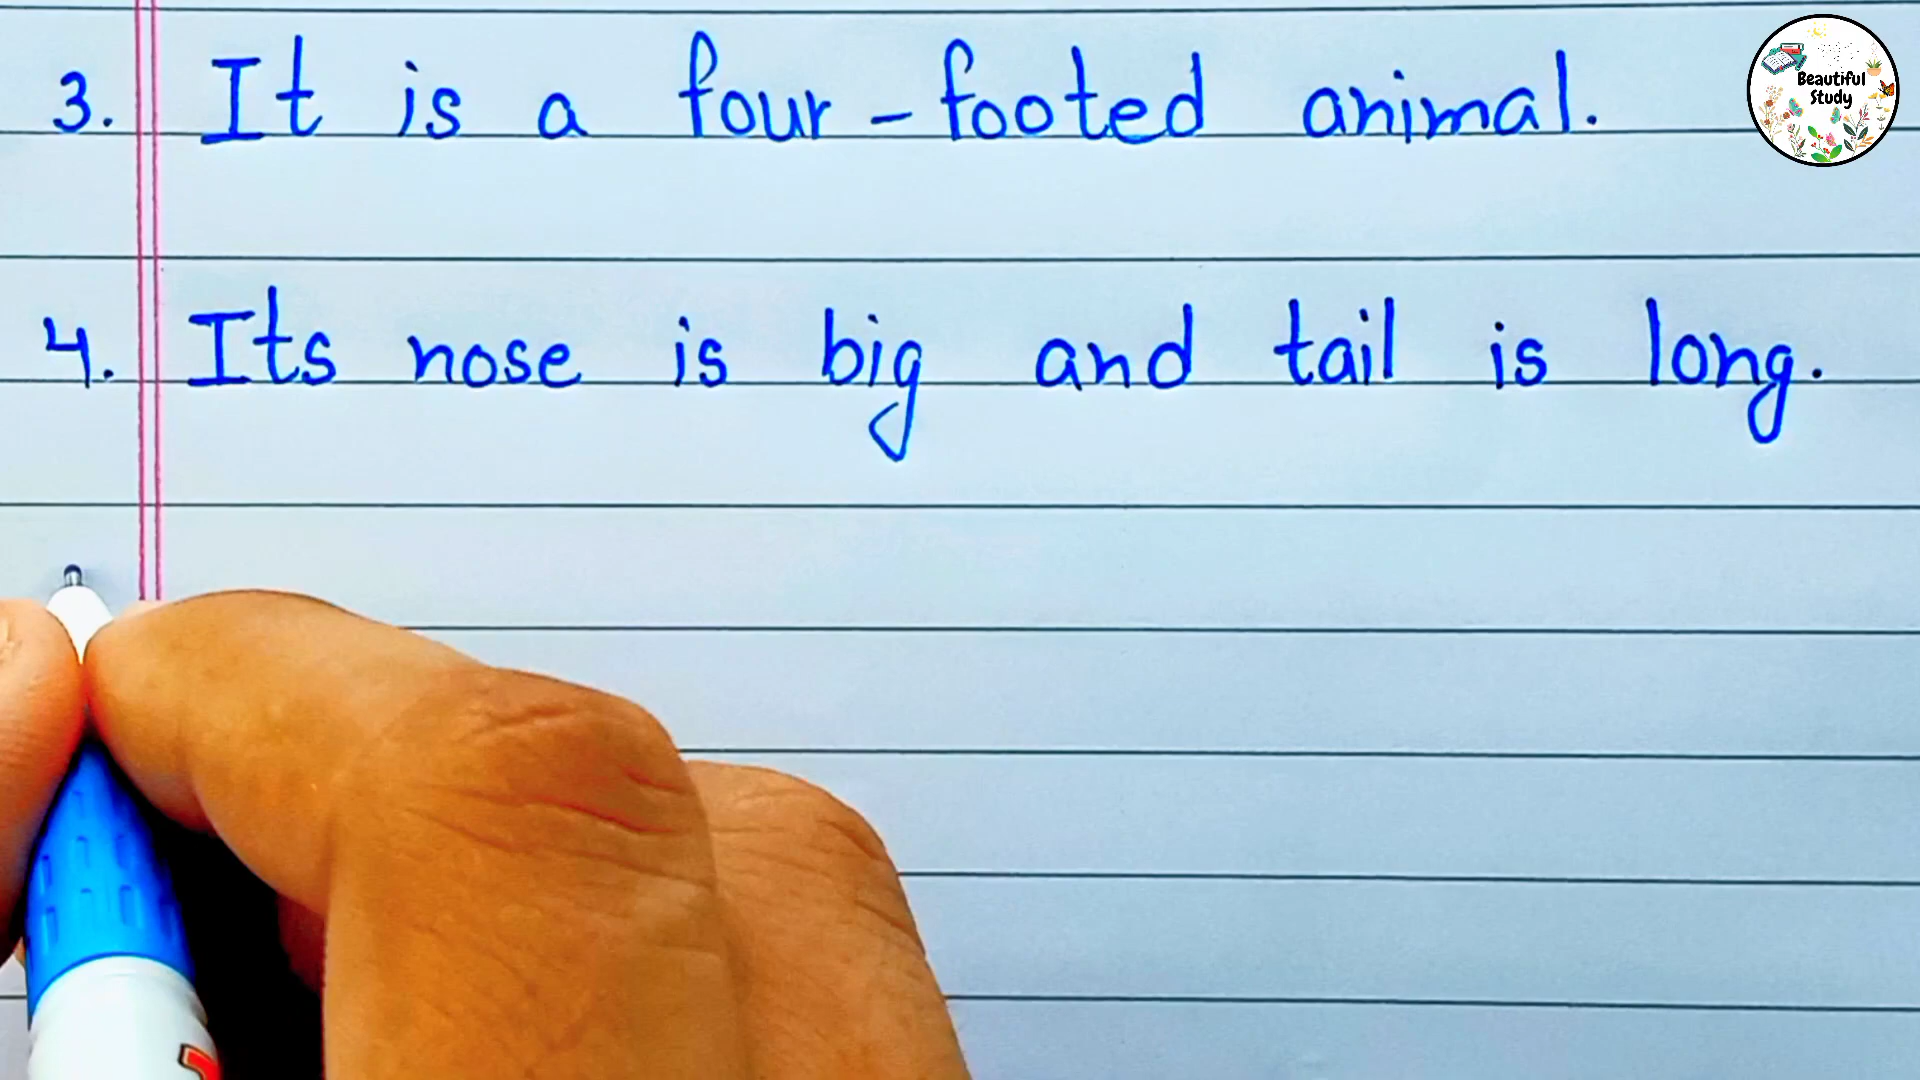 3. It is a four-footed animal.
4. Its nose is big and tail is long.
Beautiful
Study